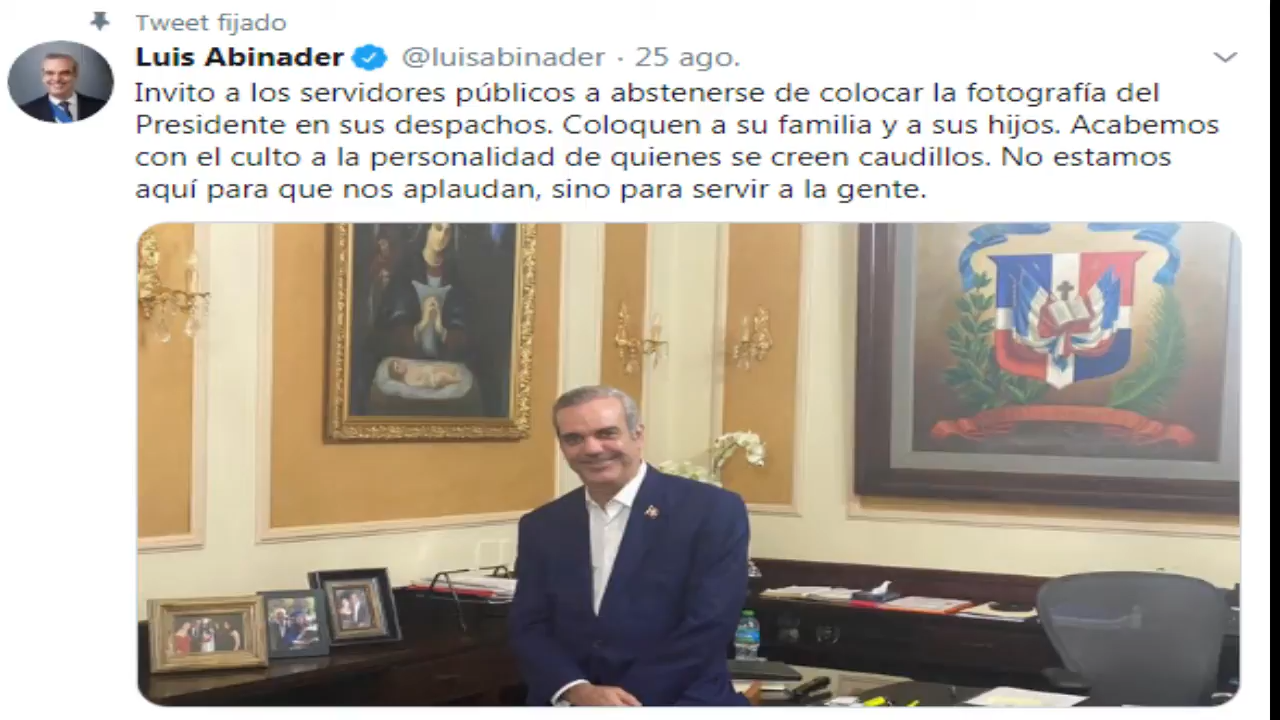 Tweet fijado
Luis Abinader @luisabinader · 25 ago.
Invito a los servidores públicos a abstenerse de colocar la fotografía del
Presidente en sus despachos. Coloquen a su familia y a sus hijos. Acabemos
con el culto a la personalidad de quienes se creen caudillos. No estamos
aquí para que nos aplaudan, sino para servir a la gente.